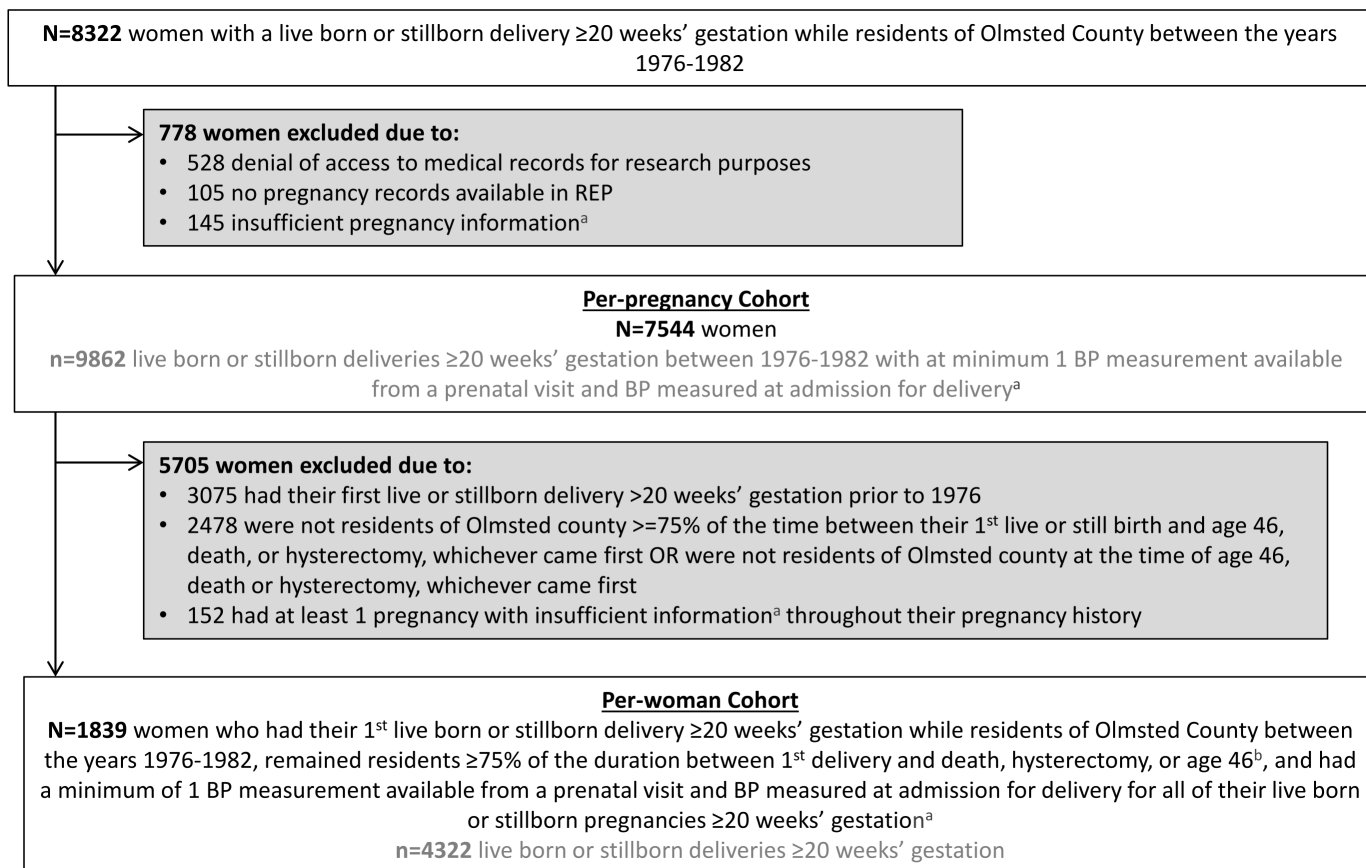 N=8322 women with a live born or stillborn delivery ≥20 weeks’ gestation while residents of Olmsted County between the years
1976-1982
778 women excluded due to:
• 528 denial of access to medical records for research purposes
• 105 no pregnancy records available in REP
• 145 insufficient pregnancy informationᵃ
Per-pregnancy Cohort
N=7544 women
n=9862 live born or stillborn deliveries ≥20 weeks’ gestation between 1976-1982 with at minimum 1 BP measurement available
from a prenatal visit and BP measured at admission for deliveryᵃ
5705 women excluded due to:
• 3075 had their first live or stillborn delivery >20 weeks’ gestation prior to 1976
• 2478 were not residents of Olmsted county >=75% of the time between their 1ˢᵗ live or still birth and age 46,
death, or hysterectomy, whichever came first OR were not residents of Olmsted county at the time of age 46,
death or hysterectomy, whichever came first
• 152 had at least 1 pregnancy with insufficient informationᵃ throughout their pregnancy history
Per-woman Cohort
N=1839 women who had their 1ˢᵗ live born or stillborn delivery ≥20 weeks’ gestation while residents of Olmsted County between
the years 1976-1982, remained residents ≥75% of the duration between 1ˢᵗ delivery and death, hysterectomy, or age 46ᵇ, and had
a minimum of 1 BP measurement available from a prenatal visit and BP measured at admission for delivery for all of their live born
or stillborn pregnancies ≥20 weeks’ gestationᵃ
n=4322 live born or stillborn deliveries ≥20 weeks’ gestation